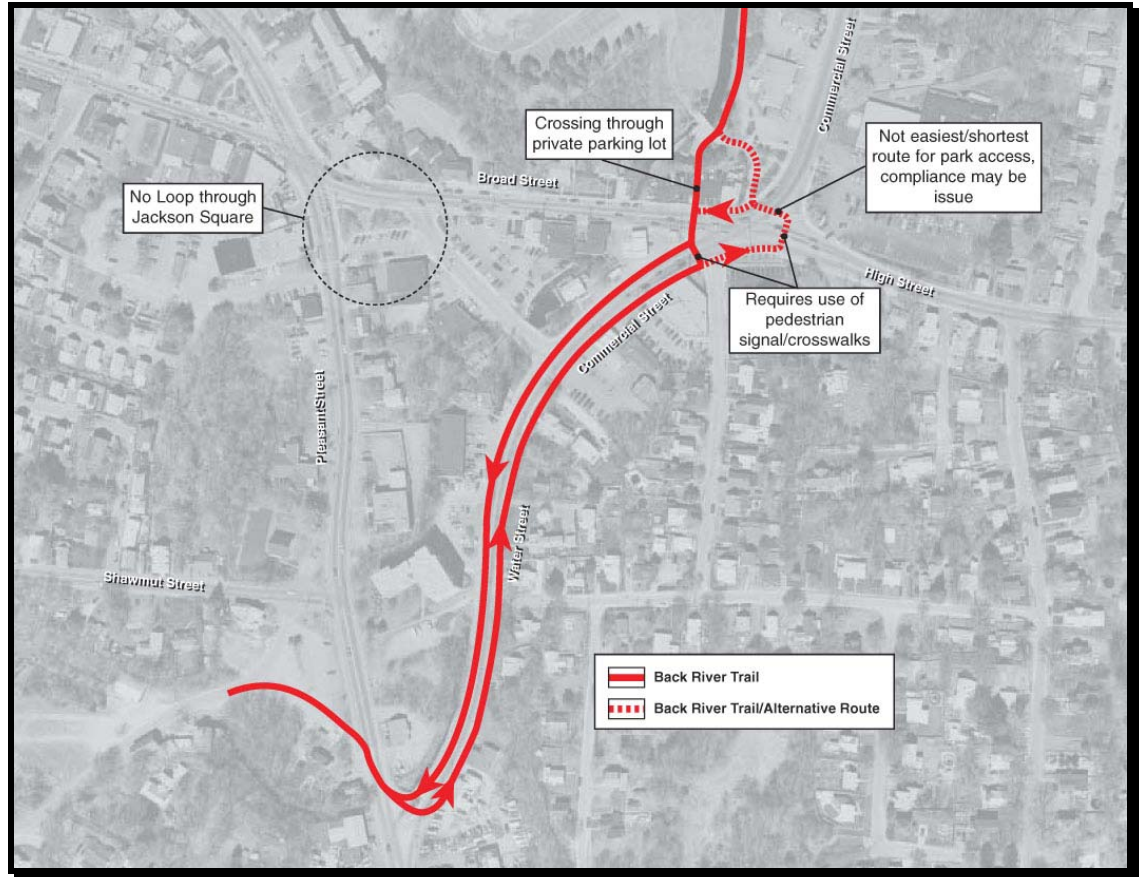 Commercial Street
Crossing through
private parking lot
Not easiest/shortest
route for park access,
compliance may be
issue
Broad Street
No Loop through
Jackson Square
High Street
Requires use of
pedestrian
signal/crosswalks
Commercial Street
PleasantStreet
Water Street
Shawmut Street
Back River Trail
Back River Trail/Alternative Route